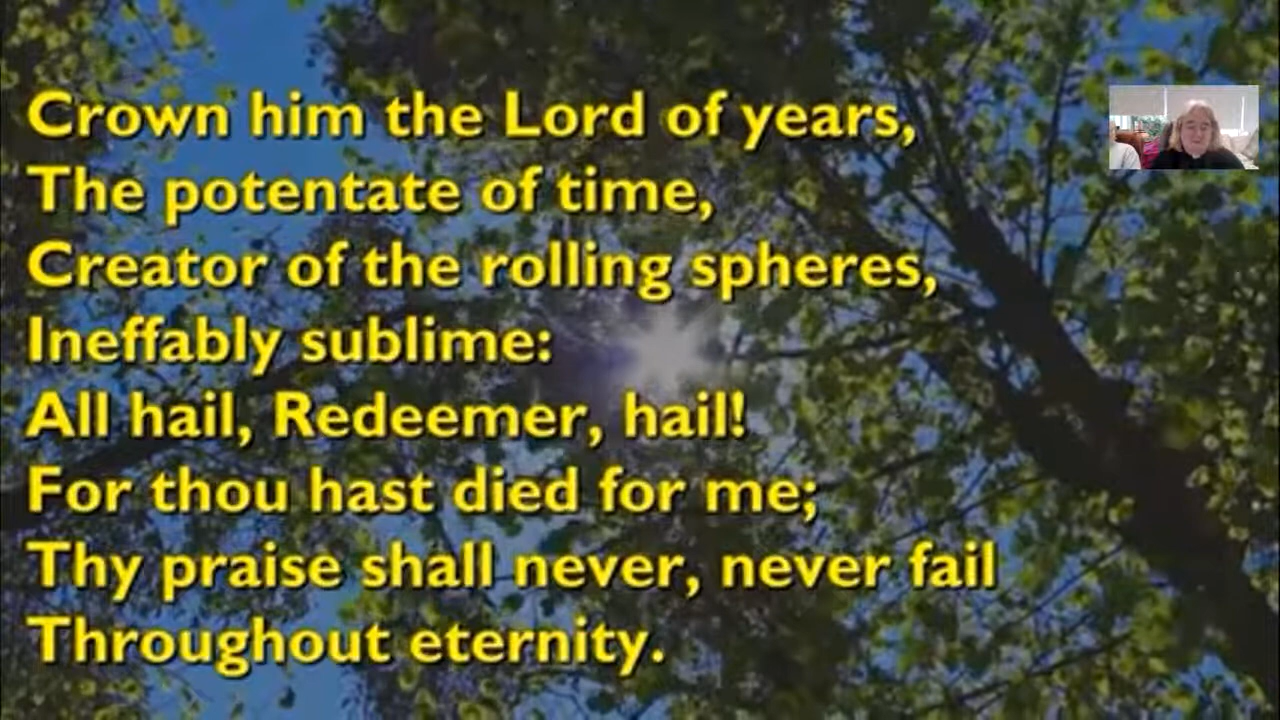 Crown him the Lord of years,
The potentate of time,
Creator of the rolling spheres,
Ineffably sublime:
All hail, Redeemer, hail!
For thou hast died for me;
Thy praise shall never, never fail
Throughout eternity.